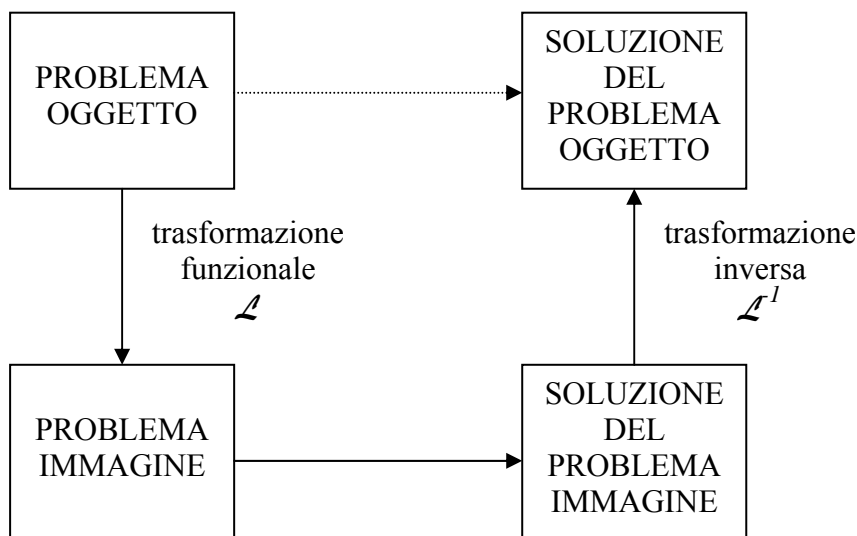 PROBLEMA
OGGETTO
SOLUZIONE
DEL
PROBLEMA
OGGETTO
trasformazione
funzionale
ℒ
trasformazione
inversa
ℒ⁻¹
PROBLEMA
IMMAGINE
SOLUZIONE
DEL
PROBLEMA
IMMAGINE